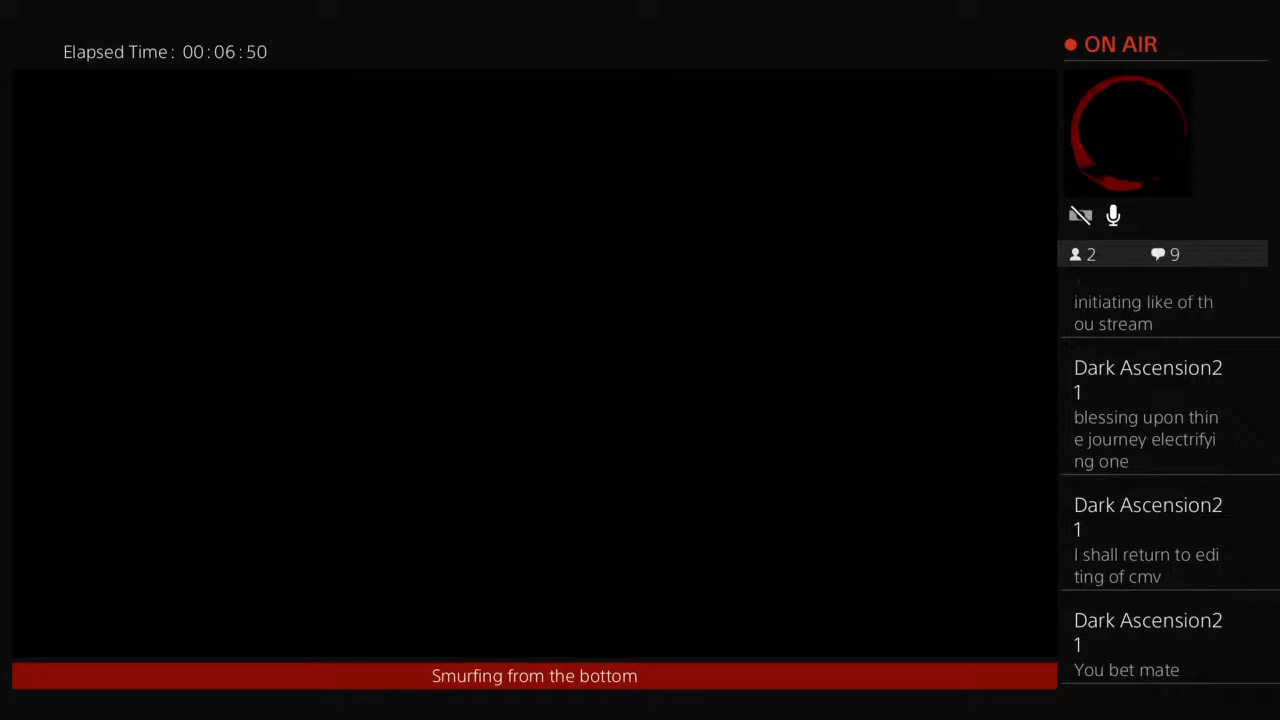 Elapsed Time: 00:06:50
ON AIR
2
9
initiating like of th
ou stream
Dark Ascension2
1
blessing upon thin
e journey electrifyi
ng one
Dark Ascension2
1
I shall return to edi
ting of cmv
Dark Ascension2
1
You bet mate
Smurfing from the bottom